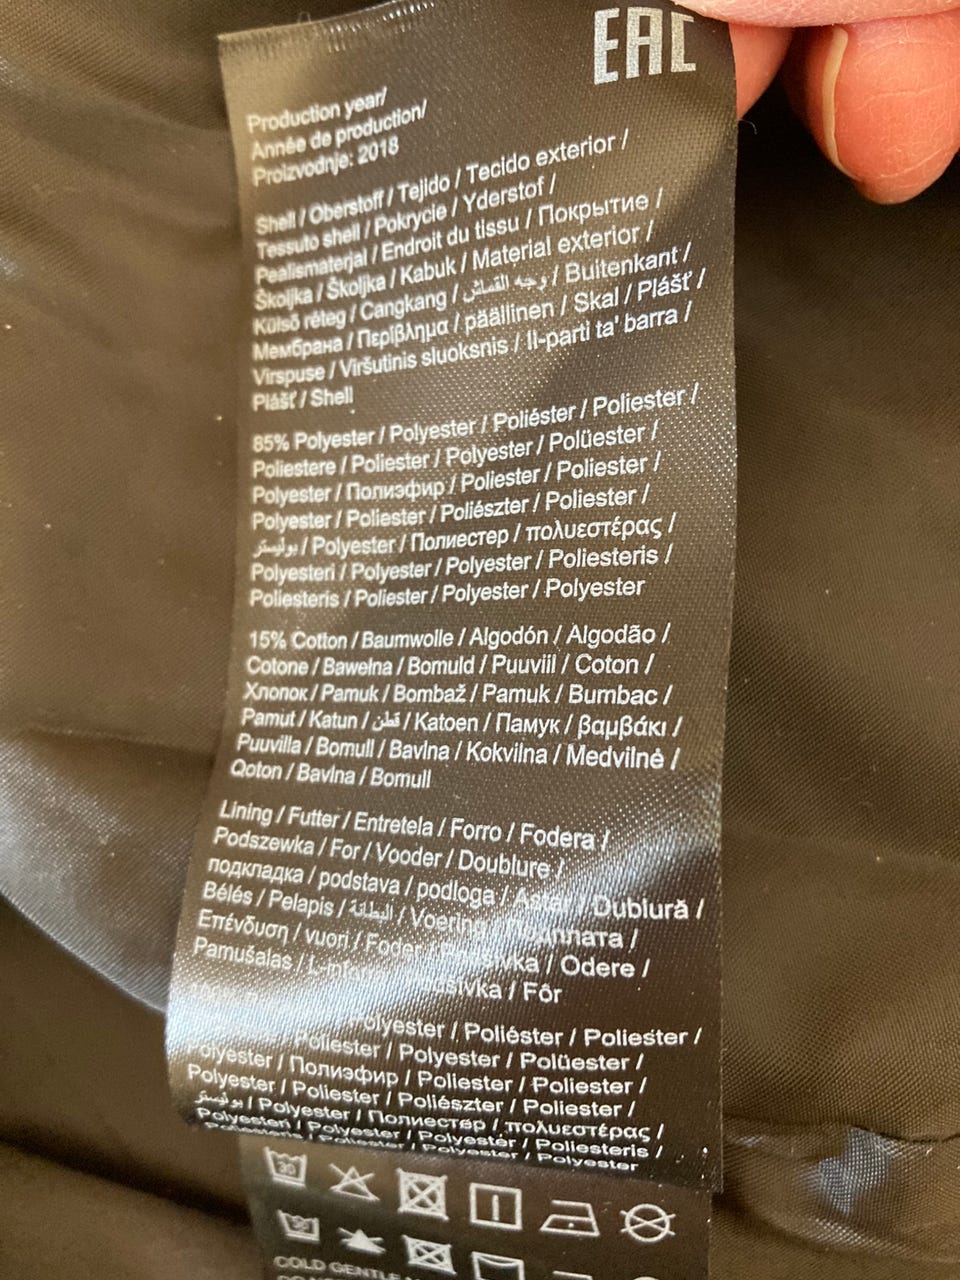 EAC
Production year/
Année de production/
Proizvodnje: 2018
Shell / Oberstoff / Tejido / Tecido exterior /
Tessuto shell / Pokrycie / Yderstof /
Pealismaterjal / Endroit du tissu / Покрытие /
Školjka / Školjka / Kabuk / Material exterior /
Külső réteg / Cangkang / وجه القماش / Buitenkant /
Мембрана / Περίβλημα / päällinen / Skal / Plášť /
Virspuse / Viršutinis sluoksnis / Il-parti ta' barra /
Plášť / Shell
85% Polyester / Polyester / Poliéster / Poliester /
Poliestere / Poliester / Polyester / Polüester /
Polyester / Полиэфир / Poliester / Poliester /
Polyester / Poliester / Poliészter / Poliester /
بوليستر / Polyester / Полиестер / πολυεστέρας /
Polyesteri / Polyester / Polyester / Poliesteris /
Poliesteris / Poliester / Polyester / Polyester
15% Cotton / Baumwolle / Algodón / Algodão /
Cotone / Bawełna / Bomuld / Puuviil / Coton /
Хлопок / Pamuk / Bombaž / Pamuk / Bumbac /
Pamut / Katun / قطن / Katoen / Памук / βαμβάκι /
Puuvilla / Bomull / Bavlna / Kokvilna / Medvilnė /
Qoton / Bavlna / Bomull
Lining / Futter / Entretela / Forro / Fodera /
Podszewka / For / Vooder / Doublure /
подкладка / podstava / podloga / Astar / Dublură /
Bélés / Pelapis / البطانة / Voering
Επένδυση / vuori / Foder / Odere /
Pamušalas / / Fôr
Polyester / Poliéster / Poliester /
Poliester / Polyester / Polüester /
Polyester / Полиэфир / Poliester / Poliester /
Polyester / Poliester / Poliészter / Poliester /
بوليستر / Polyester / Полиестер / πολυεστέρας /
Polyesteri / Polyester / Polyester / Poliesteris /
Poliesteris / Poliester / Polyester / Polyester
30
30
COLD GENTLE